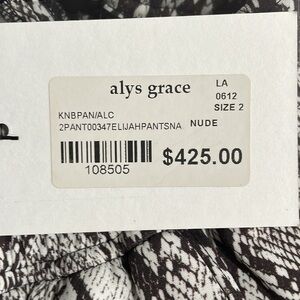 alys grace
LA
0612
SIZE 2
KNBPAN/ALC
2PANT00347ELIJAHPANTSNA NUDE
108505
$425.00